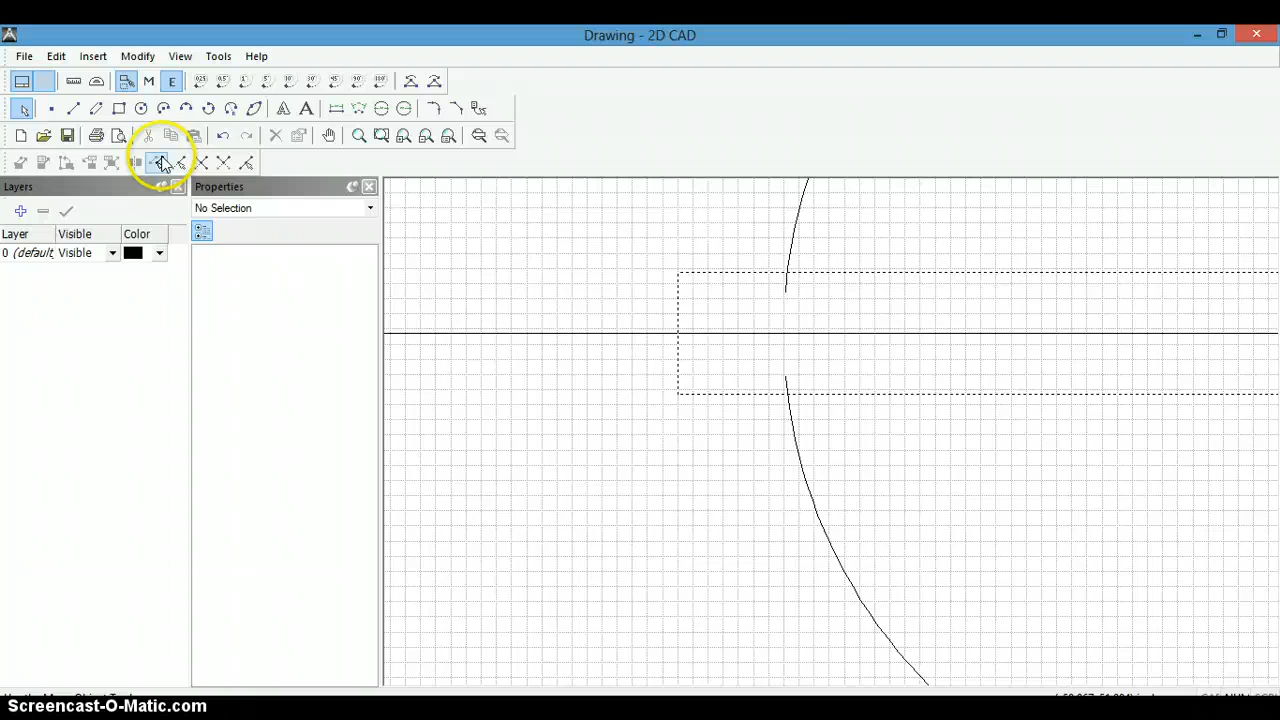 Drawing - 2D CAD
File Edit Insert Modify View Tools Help
M E
A A
Layers
Properties
No Selection
Layer Visible Color
0 (default, Visible
Screencast-O-Matic.com